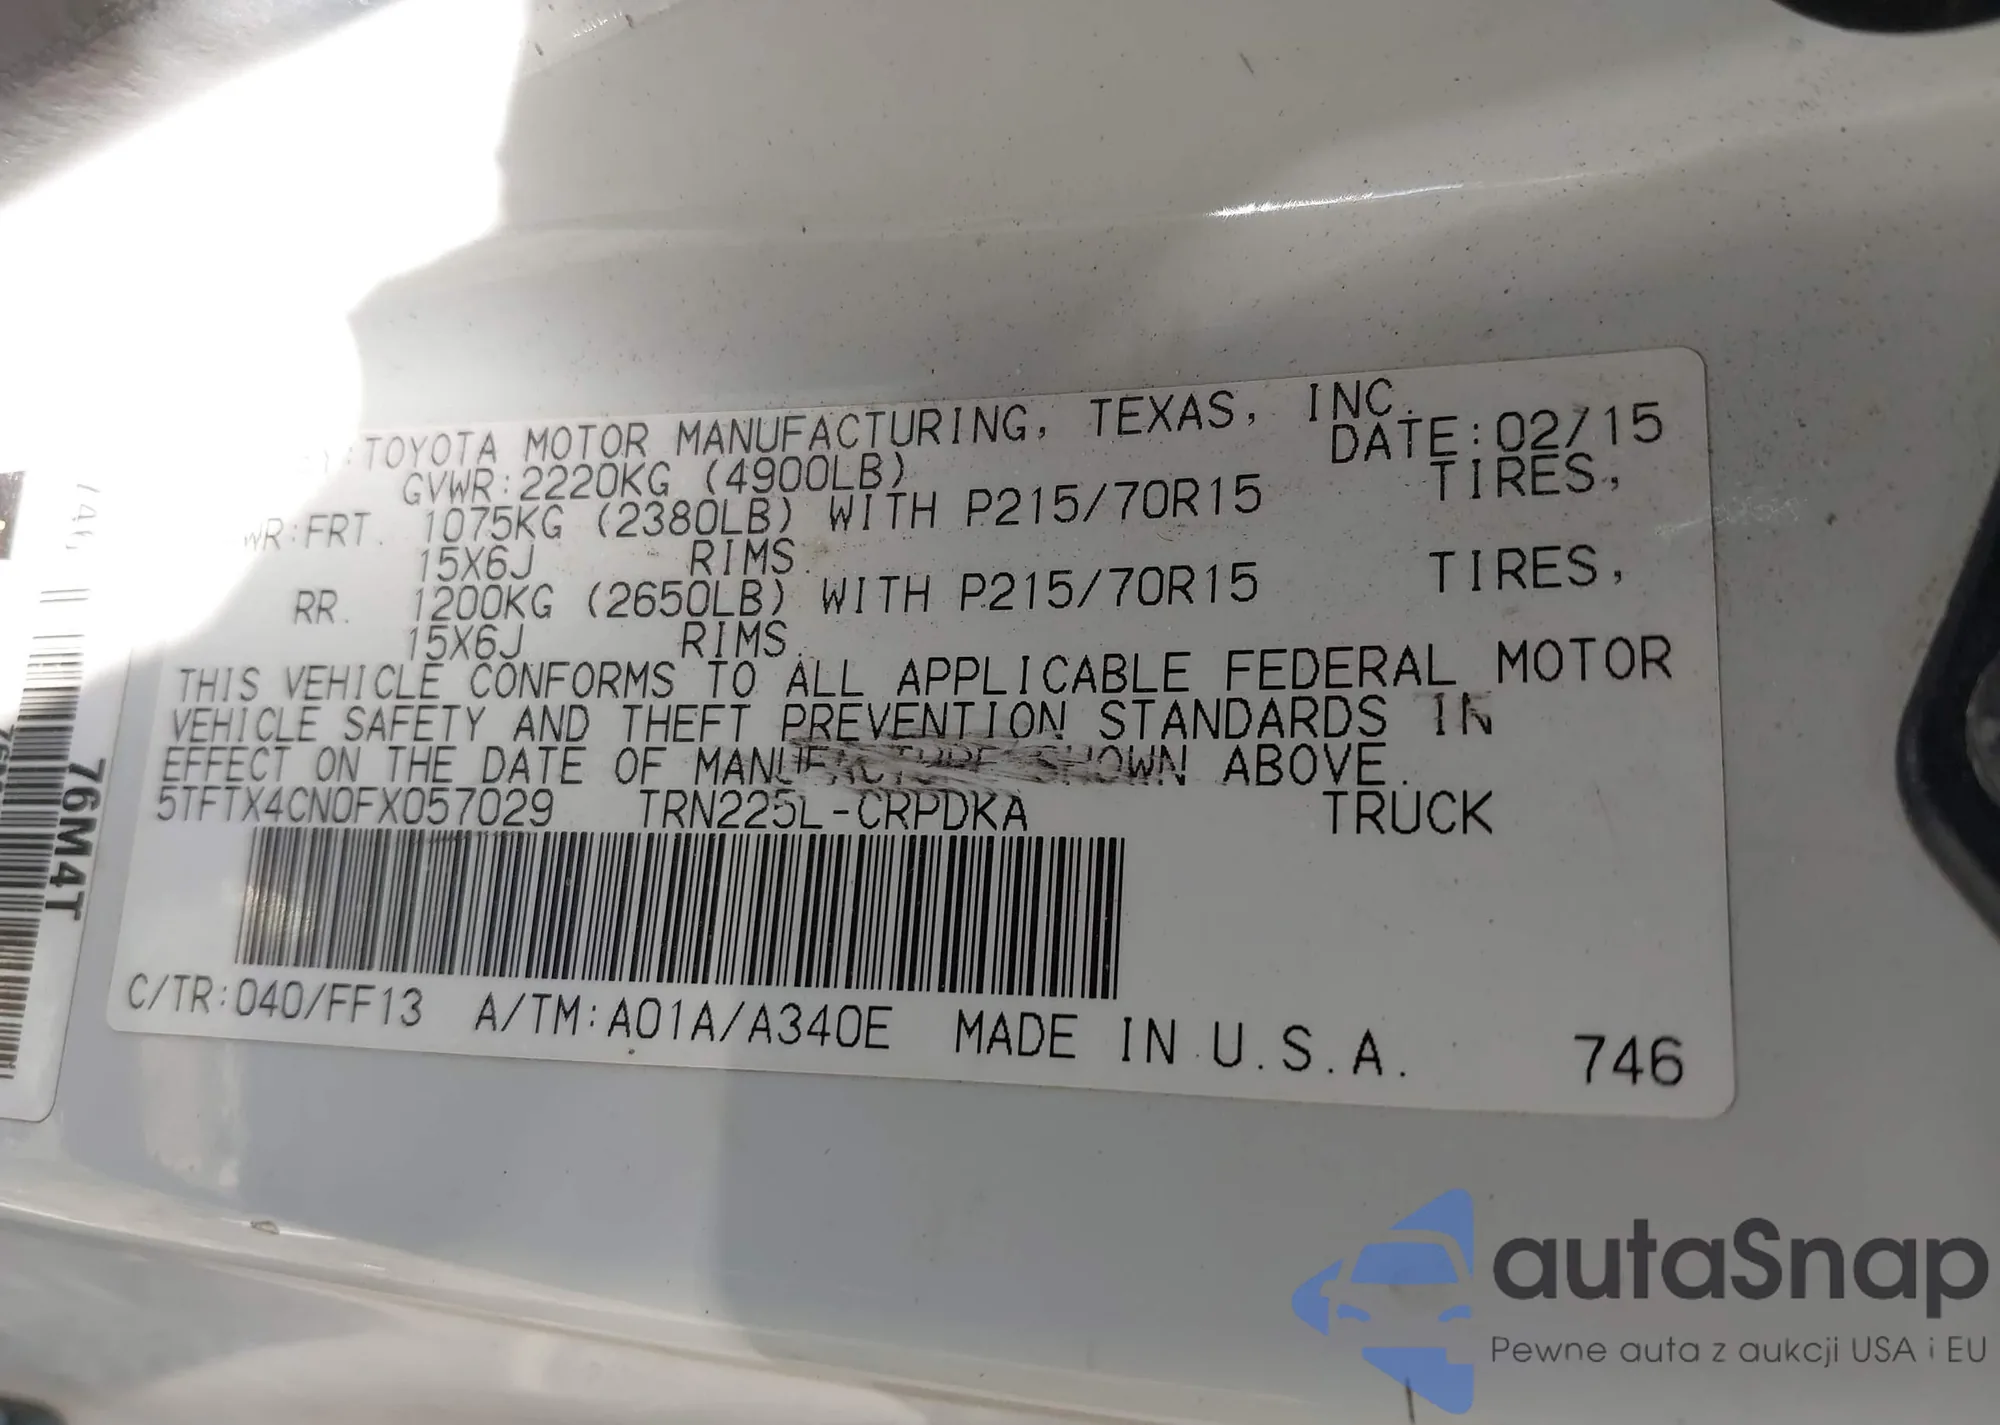 TOYOTA MOTOR MANUFACTURING, TEXAS, INC.
GVWR:2220KG (4900LB) DATE:02/15
WR:FRT. 1075KG (2380LB) WITH P215/70R15 TIRES,
15X6J RIMS.
RR. 1200KG (2650LB) WITH P215/70R15 TIRES,
15X6J RIMS.
THIS VEHICLE CONFORMS TO ALL APPLICABLE FEDERAL MOTOR
VEHICLE SAFETY AND THEFT PREVENTION STANDARDS IN
EFFECT ON THE DATE OF MANUFACTURE SHOWN ABOVE.
5TFTX4CN0FX057029 TRN225L-CRPDKA TRUCK
C/TR:040/FF13 A/TM:A01A/A340E MADE IN U.S.A. 746
76M4T
autaSnap
Pewne auta z aukcji USA i EU